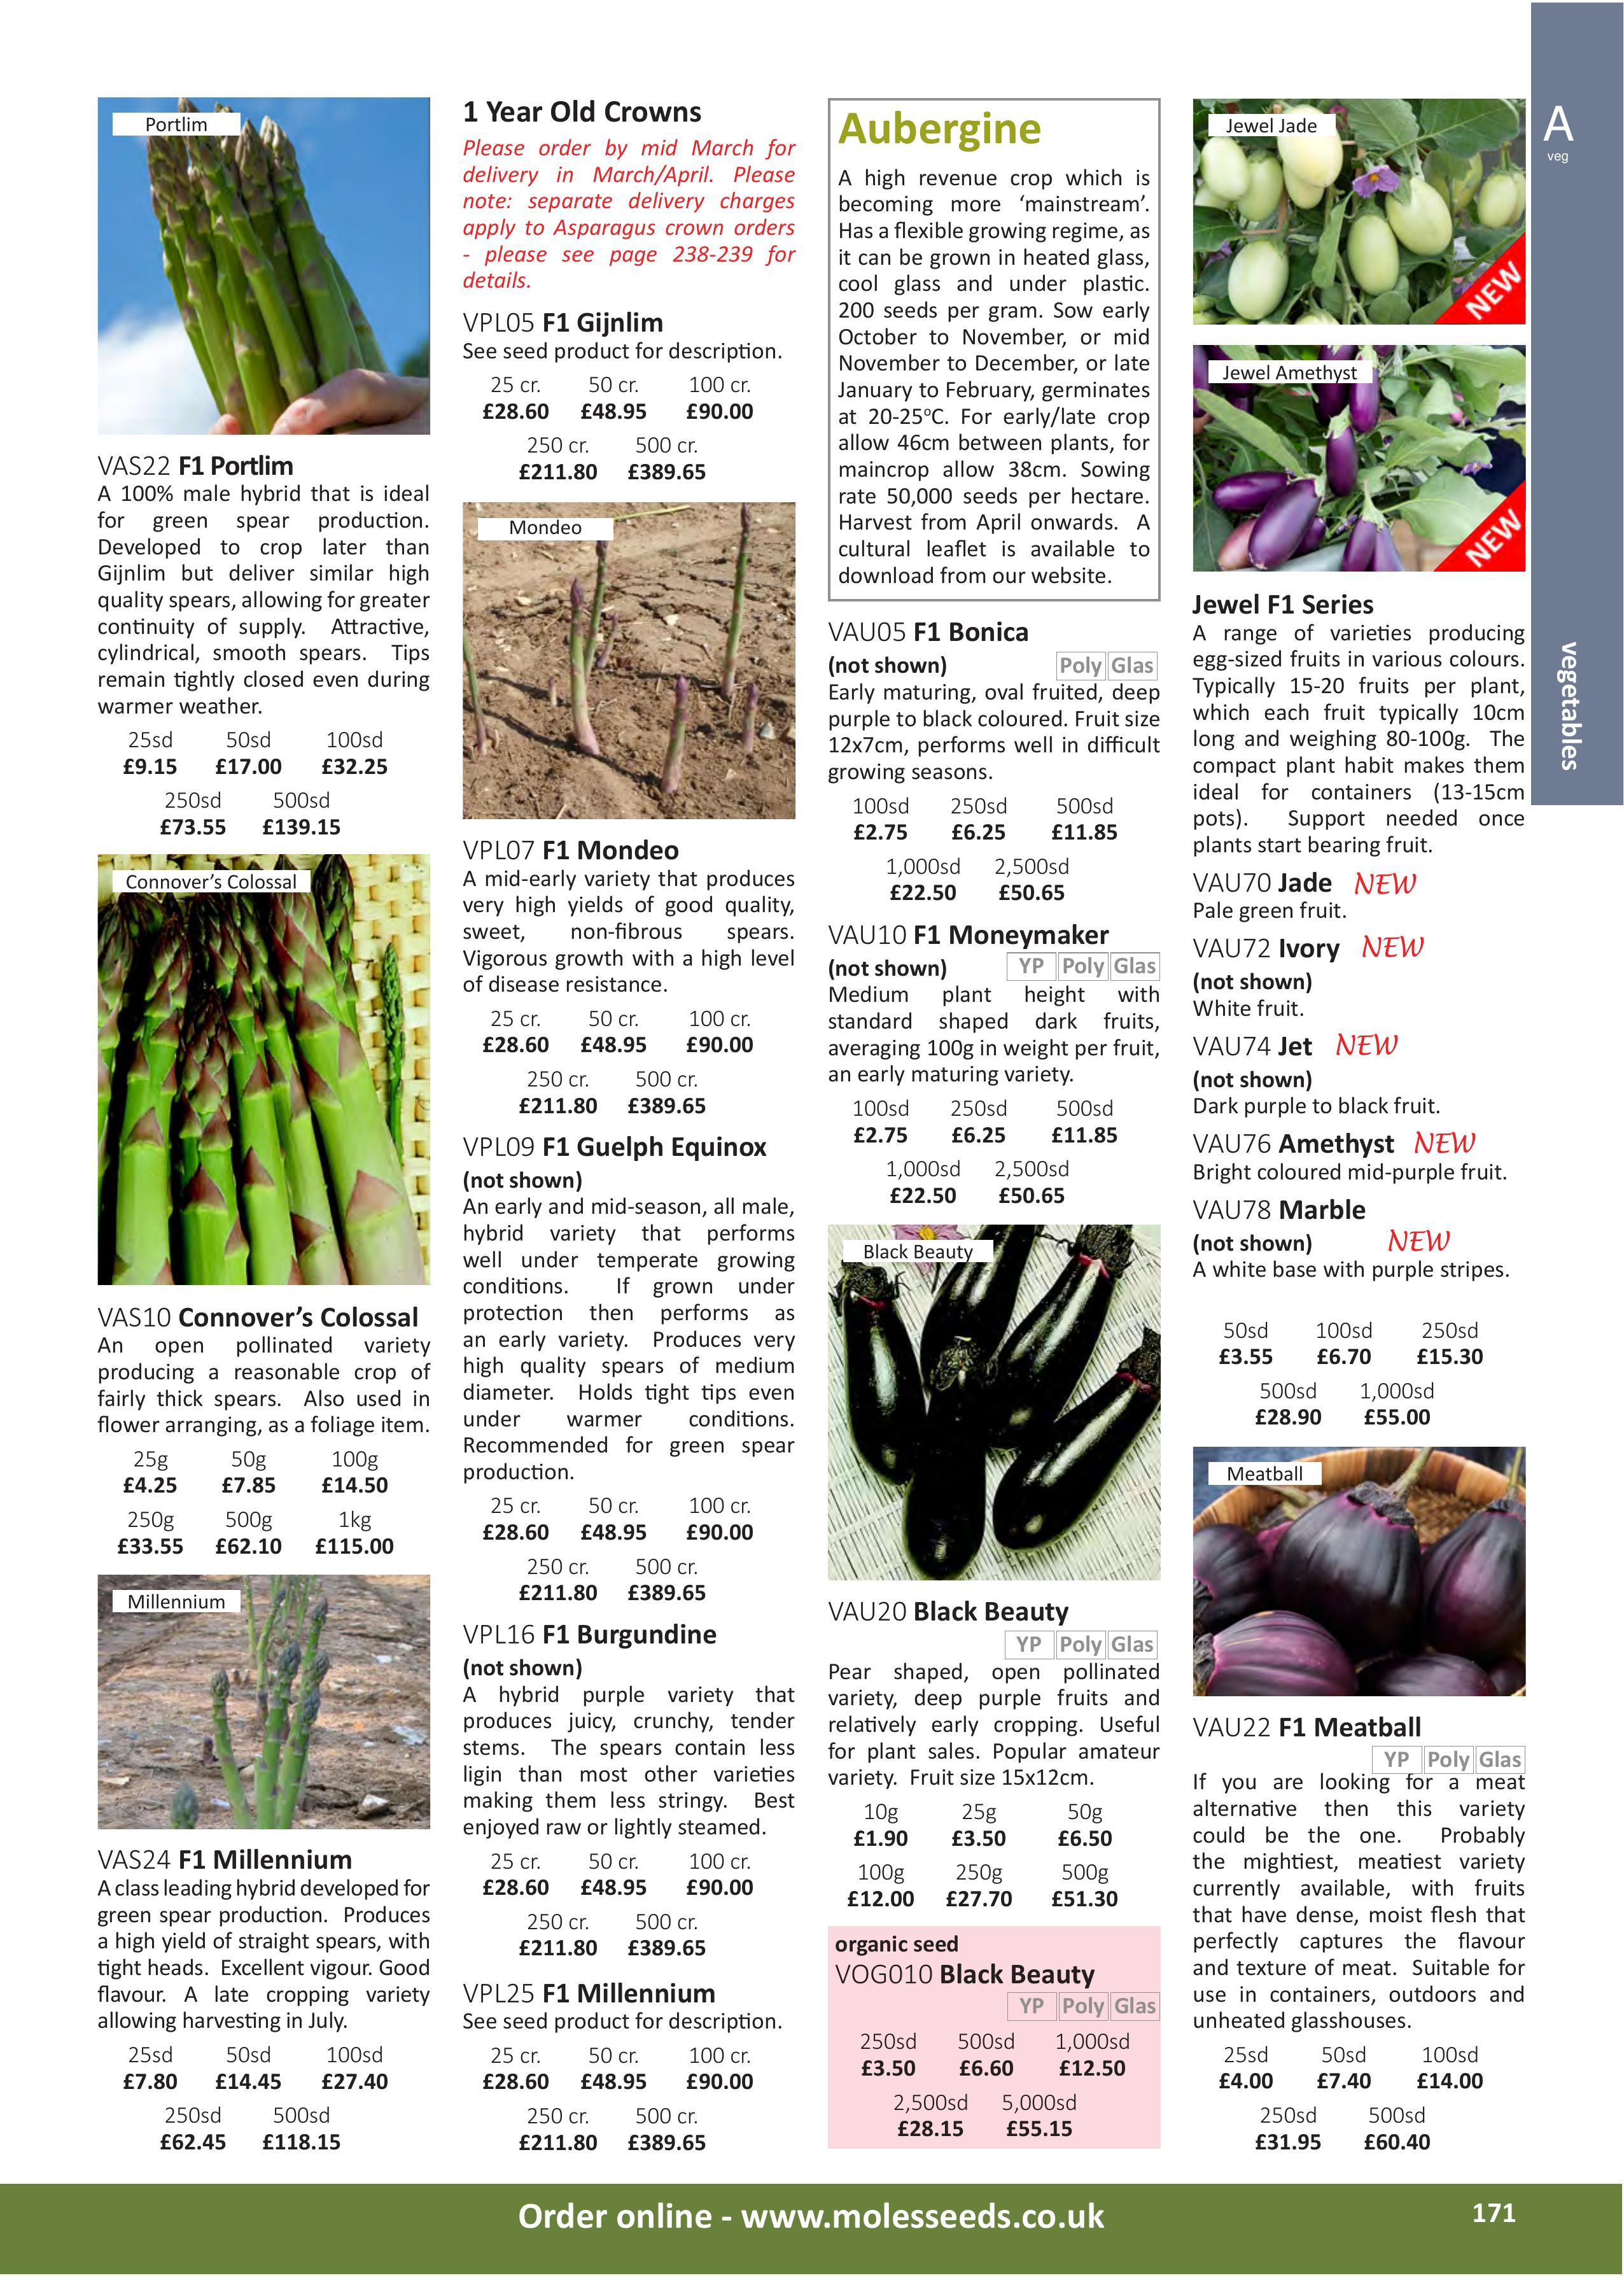 Portlim
VAS22 F1 Portlim
A 100% male hybrid that is ideal
for green spear production.
Developed to crop later than
Gijnlim but deliver similar high
quality spears, allowing for greater
continuity of supply. Attractive,
cylindrical, smooth spears. Tips
remain tightly closed even during
warmer weather.
25sd 50sd 100sd
£9.15 £17.00 £32.25
250sd 500sd
£73.55 £139.15
Connover's Colossal
VAS10 Connover's Colossal
An open pollinated variety
producing a reasonable crop of
fairly thick spears. Also used in
flower arranging, as a foliage item.
25g 50g 100g
£4.25 £7.85 £14.50
250g 500g 1kg
£33.55 £62.10 £115.00
Millennium
VAS24 F1 Millennium
A class leading hybrid developed for
green spear production. Produces
a high yield of straight spears, with
tight heads. Excellent vigour. Good
flavour. A late cropping variety
allowing harvesting in July.
25sd 50sd 100sd
£7.80 £14.45 £27.40
250sd 500sd
£62.45 £118.15
1 Year Old Crowns
Please order by mid March for
delivery in March/April. Please
note: separate delivery charges
apply to Asparagus crown orders
- please see page 238-239 for
details.
VPL05 F1 Gijnlim
See seed product for description.
25 cr. 50 cr. 100 cr.
£28.60 £48.95 £90.00
250 cr. 500 cr.
£211.80 £389.65
Mondeo
VPL07 F1 Mondeo
A mid-early variety that produces
very high yields of good quality,
sweet, non-fibrous spears.
Vigorous growth with a high level
of disease resistance.
25 cr. 50 cr. 100 cr.
£28.60 £48.95 £90.00
250 cr. 500 cr.
£211.80 £389.65
VPL09 F1 Guelph Equinox
(not shown)
An early and mid-season, all male,
hybrid variety that performs
well under temperate growing
conditions. If grown under
protection then performs as
an early variety. Produces very
high quality spears of medium
diameter. Holds tight tips even
under warmer conditions.
Recommended for green spear
production.
25 cr. 50 cr. 100 cr.
£28.60 £48.95 £90.00
250 cr. 500 cr.
£211.80 £389.65
VPL16 F1 Burgundine
(not shown)
A hybrid purple variety that
produces juicy, crunchy, tender
stems. The spears contain less
ligin than most other varieties
making them less stringy. Best
enjoyed raw or lightly steamed.
25 cr. 50 cr. 100 cr.
£28.60 £48.95 £90.00
250 cr. 500 cr.
£211.80 £389.65
VPL25 F1 Millennium
See seed product for description.
25 cr. 50 cr. 100 cr.
£28.60 £48.95 £90.00
250 cr. 500 cr.
£211.80 £389.65
Aubergine
A high revenue crop which is
becoming more ‘mainstream’.
Has a flexible growing regime, as
it can be grown in heated glass,
cool glass and under plastic.
200 seeds per gram. Sow early
October to November, or mid
November to December, or late
January to February, germinates
at 20-25°C. For early/late crop
allow 46cm between plants, for
maincrop allow 38cm. Sowing
rate 50,000 seeds per hectare.
Harvest from April onwards. A
cultural leaflet is available to
download from our website.
VAU05 F1 Bonica
(not shown) Poly Glas
Early maturing, oval fruited, deep
purple to black coloured. Fruit size
12x7cm, performs well in difficult
growing seasons.
100sd 250sd 500sd
£2.75 £6.25 £11.85
1,000sd 2,500sd
£22.50 £50.65
VAU10 F1 Moneymaker
(not shown) YP Poly Glas
Medium plant height with
standard shaped dark fruits,
averaging 100g in weight per fruit,
an early maturing variety.
100sd 250sd 500sd
£2.75 £6.25 £11.85
1,000sd 2,500sd
£22.50 £50.65
Black Beauty
VAU20 Black Beauty
YP Poly Glas
Pear shaped, open pollinated
variety, deep purple fruits and
relatively early cropping. Useful
for plant sales. Popular amateur
variety. Fruit size 15x12cm.
10g 25g 50g
£1.90 £3.50 £6.50
100g 250g 500g
£12.00 £27.70 £51.30
organic seed
VOG010 Black Beauty
YP Poly Glas
250sd 500sd 1,000sd
£3.50 £6.60 £12.50
2,500sd 5,000sd
£28.15 £55.15
Jewel Jade
NEW
Jewel Amethyst
NEW
Jewel F1 Series
A range of varieties producing
egg-sized fruits in various colours.
Typically 15-20 fruits per plant,
which each fruit typically 10cm
long and weighing 80-100g. The
compact plant habit makes them
ideal for containers (13-15cm
pots). Support needed once
plants start bearing fruit.
VAU70 Jade NEW
Pale green fruit.
VAU72 Ivory NEW
(not shown)
White fruit.
VAU74 Jet NEW
(not shown)
Dark purple to black fruit.
VAU76 Amethyst NEW
Bright coloured mid-purple fruit.
VAU78 Marble
(not shown) NEW
A white base with purple stripes.
50sd 100sd 250sd
£3.55 £6.70 £15.30
500sd 1,000sd
£28.90 £55.00
Meatball
VAU22 F1 Meatball
YP Poly Glas
If you are looking for a meat
alternative then this variety
could be the one. Probably
the mightiest, meatiest variety
currently available, with fruits
that have dense, moist flesh that
perfectly captures the flavour
and texture of meat. Suitable for
use in containers, outdoors and
unheated glasshouses.
25sd 50sd 100sd
£4.00 £7.40 £14.00
250sd 500sd
£31.95 £60.40
A
veg
vegetables
Order online - www.molesseeds.co.uk
171